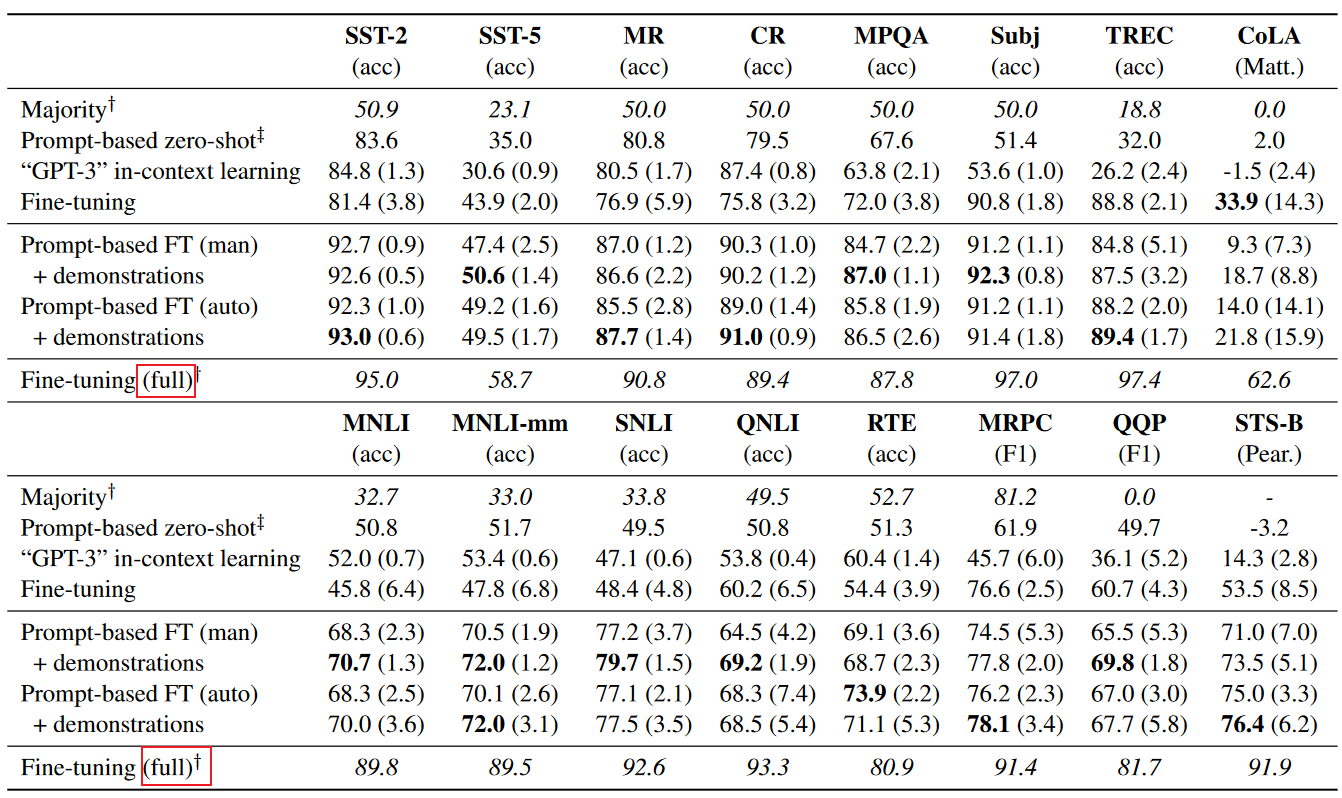 SST-2 SST-5 MR CR MPQA Subj TREC CoLA
(acc) (acc) (acc) (acc) (acc) (acc) (acc) (Matt.)
Majority† 50.9 23.1 50.0 50.0 50.0 50.0 18.8 0.0
Prompt-based zero-shot‡ 83.6 35.0 80.8 79.5 67.6 51.4 32.0 2.0
“GPT-3” in-context learning 84.8 (1.3) 30.6 (0.9) 80.5 (1.7) 87.4 (0.8) 63.8 (2.1) 53.6 (1.0) 26.2 (2.4) -1.5 (2.4)
Fine-tuning 81.4 (3.8) 43.9 (2.0) 76.9 (5.9) 75.8 (3.2) 72.0 (3.8) 90.8 (1.8) 88.8 (2.1) 33.9 (14.3)
Prompt-based FT (man) 92.7 (0.9) 47.4 (2.5) 87.0 (1.2) 90.3 (1.0) 84.7 (2.2) 91.2 (1.1) 84.8 (5.1) 9.3 (7.3)
+ demonstrations 92.6 (0.5) 50.6 (1.4) 86.6 (2.2) 90.2 (1.2) 87.0 (1.1) 92.3 (0.8) 87.5 (3.2) 18.7 (8.8)
Prompt-based FT (auto) 92.3 (1.0) 49.2 (1.6) 85.5 (2.8) 89.0 (1.4) 85.8 (1.9) 91.2 (1.1) 88.2 (2.0) 14.0 (14.1)
+ demonstrations 93.0 (0.6) 49.5 (1.7) 87.7 (1.4) 91.0 (0.9) 86.5 (2.6) 91.4 (1.8) 89.4 (1.7) 21.8 (15.9)
Fine-tuning (full)† 95.0 58.7 90.8 89.4 87.8 97.0 97.4 62.6
MNLI MNLI-mm SNLI QNLI RTE MRPC QQP STS-B
(acc) (acc) (acc) (acc) (acc) (F1) (F1) (Pear.)
Majority† 32.7 33.0 33.8 49.5 52.7 81.2 0.0 -
Prompt-based zero-shot‡ 50.8 51.7 49.5 50.8 51.3 61.9 49.7 -3.2
“GPT-3” in-context learning 52.0 (0.7) 53.4 (0.6) 47.1 (0.6) 53.8 (0.4) 60.4 (1.4) 45.7 (6.0) 36.1 (5.2) 14.3 (2.8)
Fine-tuning 45.8 (6.4) 47.8 (6.8) 48.4 (4.8) 60.2 (6.5) 54.4 (3.9) 76.6 (2.5) 60.7 (4.3) 53.5 (8.5)
Prompt-based FT (man) 68.3 (2.3) 70.5 (1.9) 77.2 (3.7) 64.5 (4.2) 69.1 (3.6) 74.5 (5.3) 65.5 (5.3) 71.0 (7.0)
+ demonstrations 70.7 (1.3) 72.0 (1.2) 79.7 (1.5) 69.2 (1.9) 68.7 (2.3) 77.8 (2.0) 69.8 (1.8) 73.5 (5.1)
Prompt-based FT (auto) 68.3 (2.5) 70.1 (2.6) 77.1 (2.1) 68.3 (7.4) 73.9 (2.2) 76.2 (2.3) 67.0 (3.0) 75.0 (3.3)
+ demonstrations 70.0 (3.6) 72.0 (3.1) 77.5 (3.5) 68.5 (5.4) 71.1 (5.3) 78.1 (3.4) 67.7 (5.8) 76.4 (6.2)
Fine-tuning (full)† 89.8 89.5 92.6 93.3 80.9 91.4 81.7 91.9